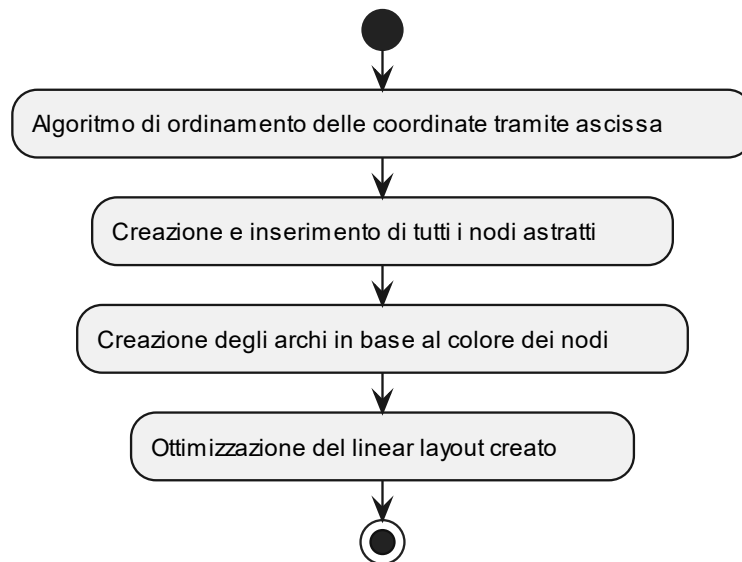 Algoritmo di ordinamento delle coordinate tramite ascissa
Creazione e inserimento di tutti i nodi astratti
Creazione degli archi in base al colore dei nodi
Ottimizzazione del linear layout creato